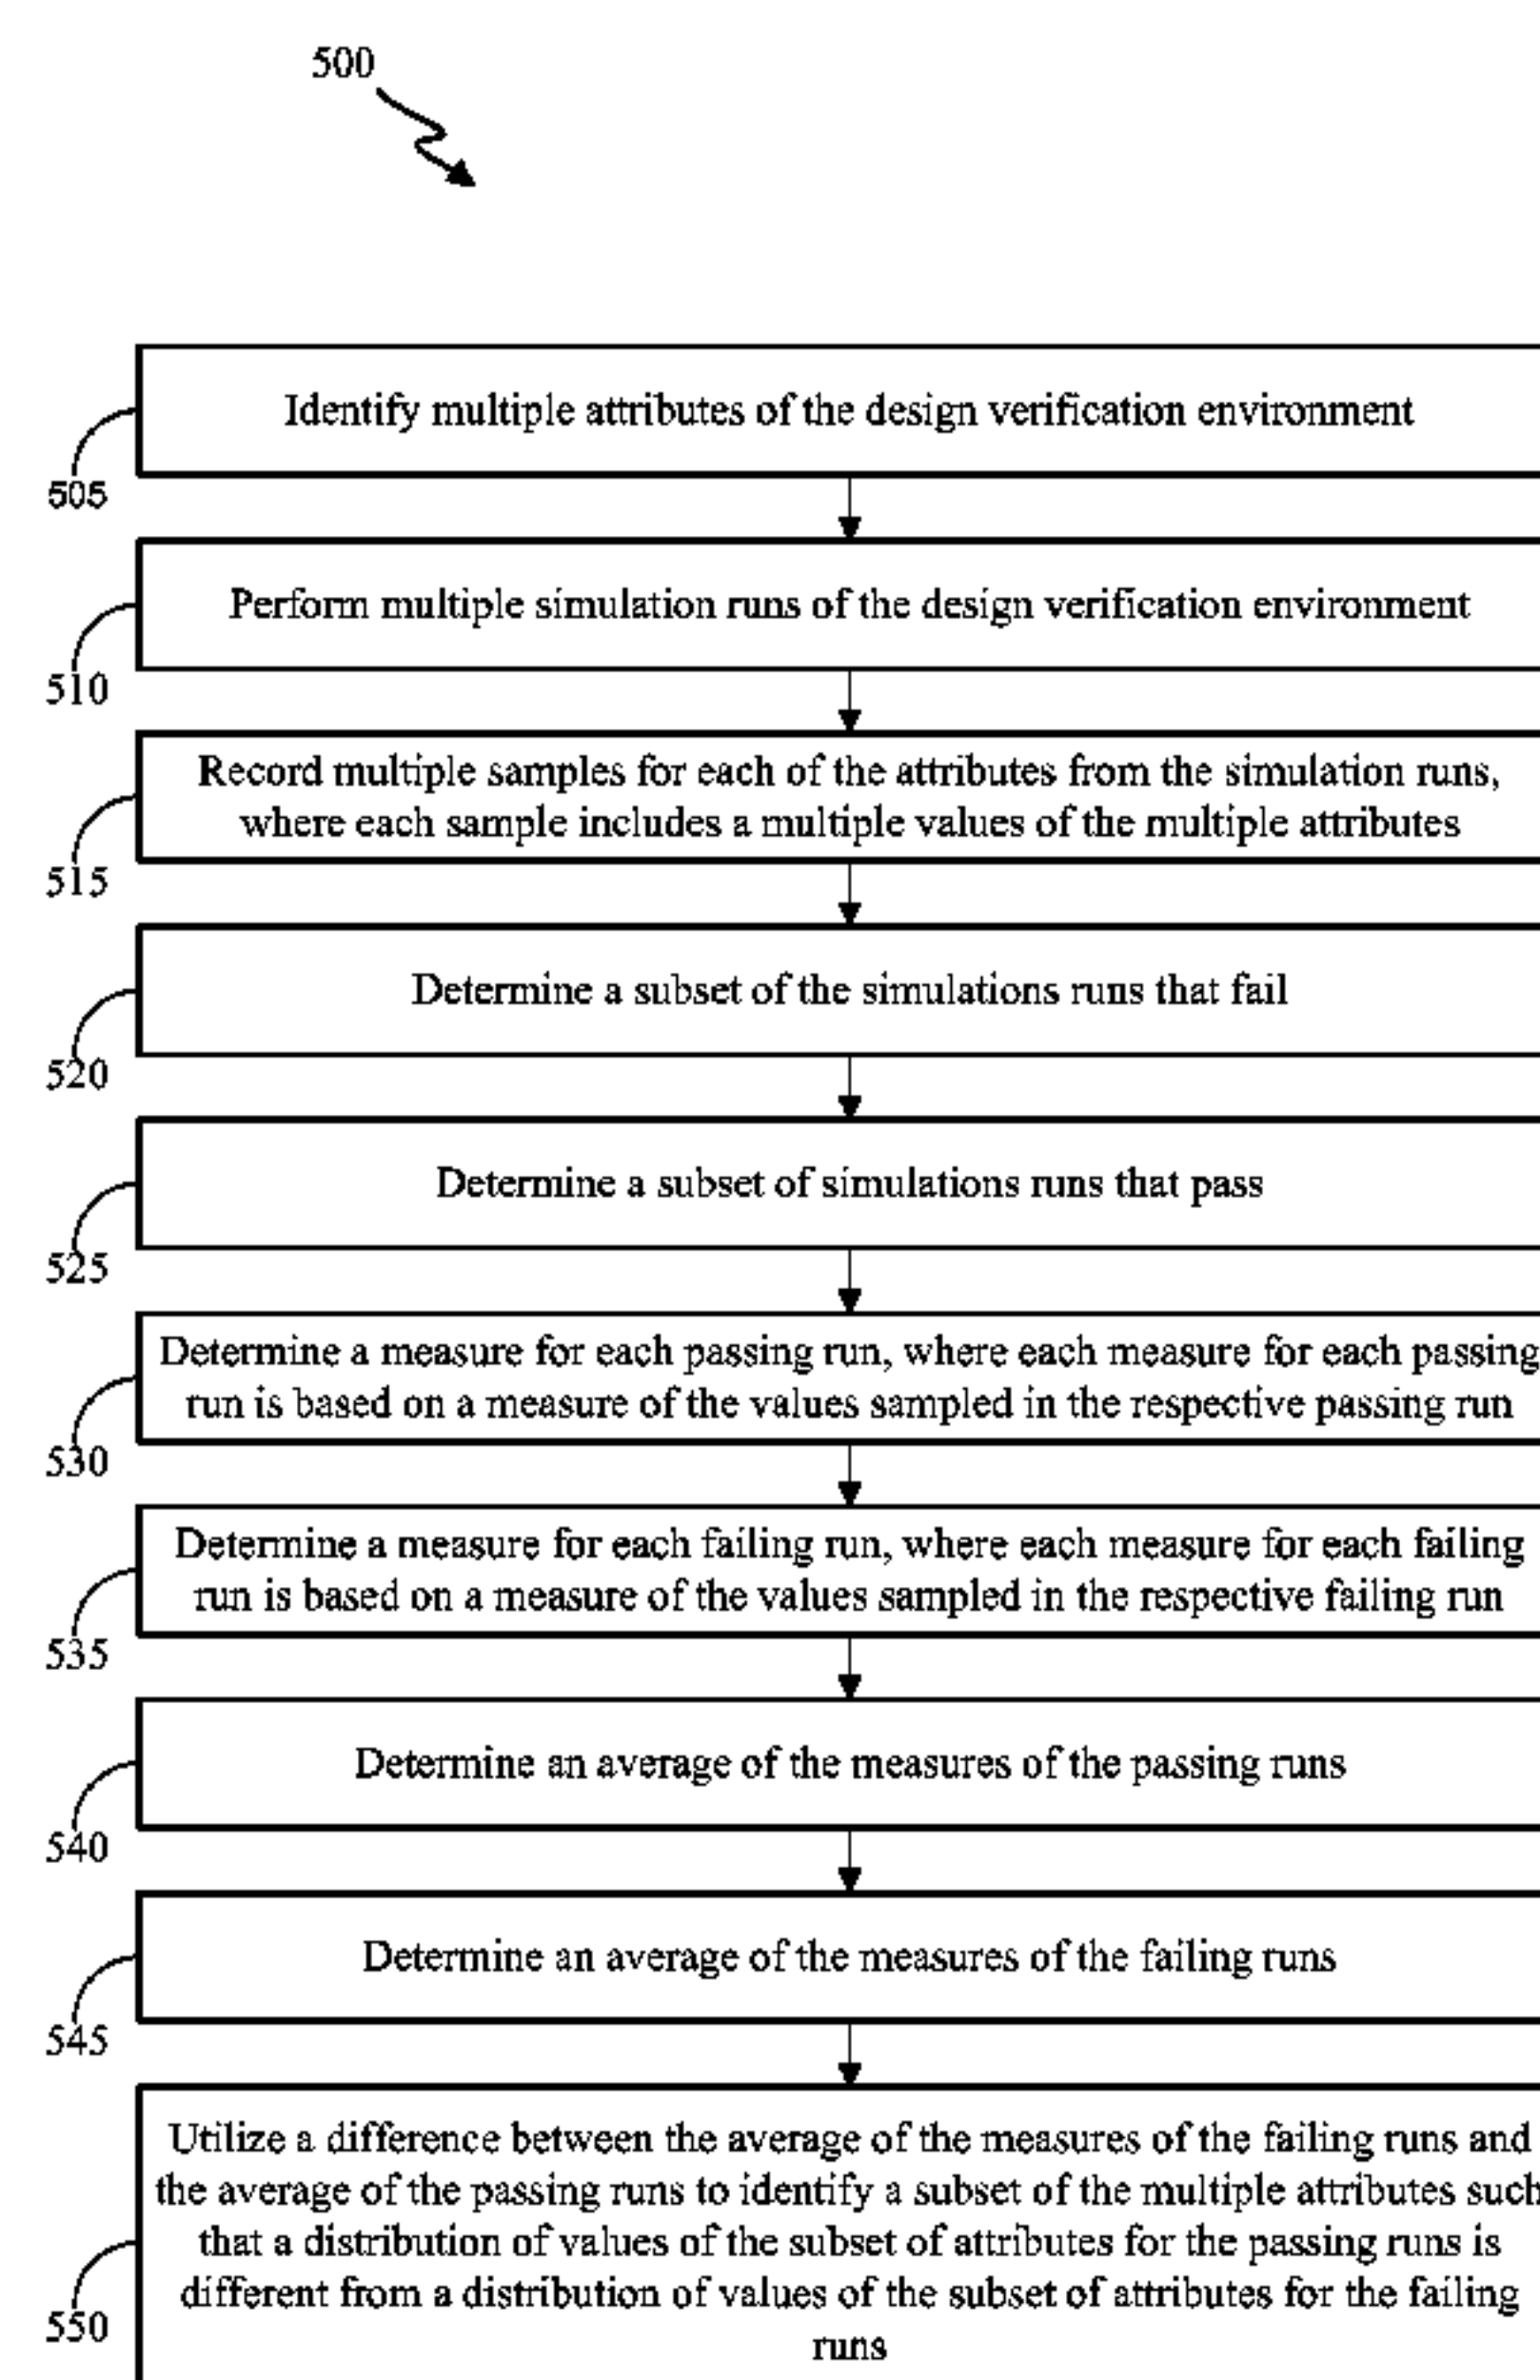 500
Identify multiple attributes of the design verification environment
505
Perform multiple simulation runs of the design verification environment
510
Record multiple samples for each of the attributes from the simulation runs,
where each sample includes a multiple values of the multiple attributes
515
Determine a subset of the simulations runs that fail
520
Determine a subset of simulations runs that pass
525
Determine a measure for each passing run, where each measure for each passing
run is based on a measure of the values sampled in the respective passing run
530
Determine a measure for each failing run, where each measure for each failing
run is based on a measure of the values sampled in the respective failing run
535
Determine an average of the measures of the passing runs
540
Determine an average of the measures of the failing runs
545
Utilize a difference between the average of the measures of the failing runs and
the average of the passing runs to identify a subset of the multiple attributes such
that a distribution of values of the subset of attributes for the passing runs is
different from a distribution of values of the subset of attributes for the failing
runs
550